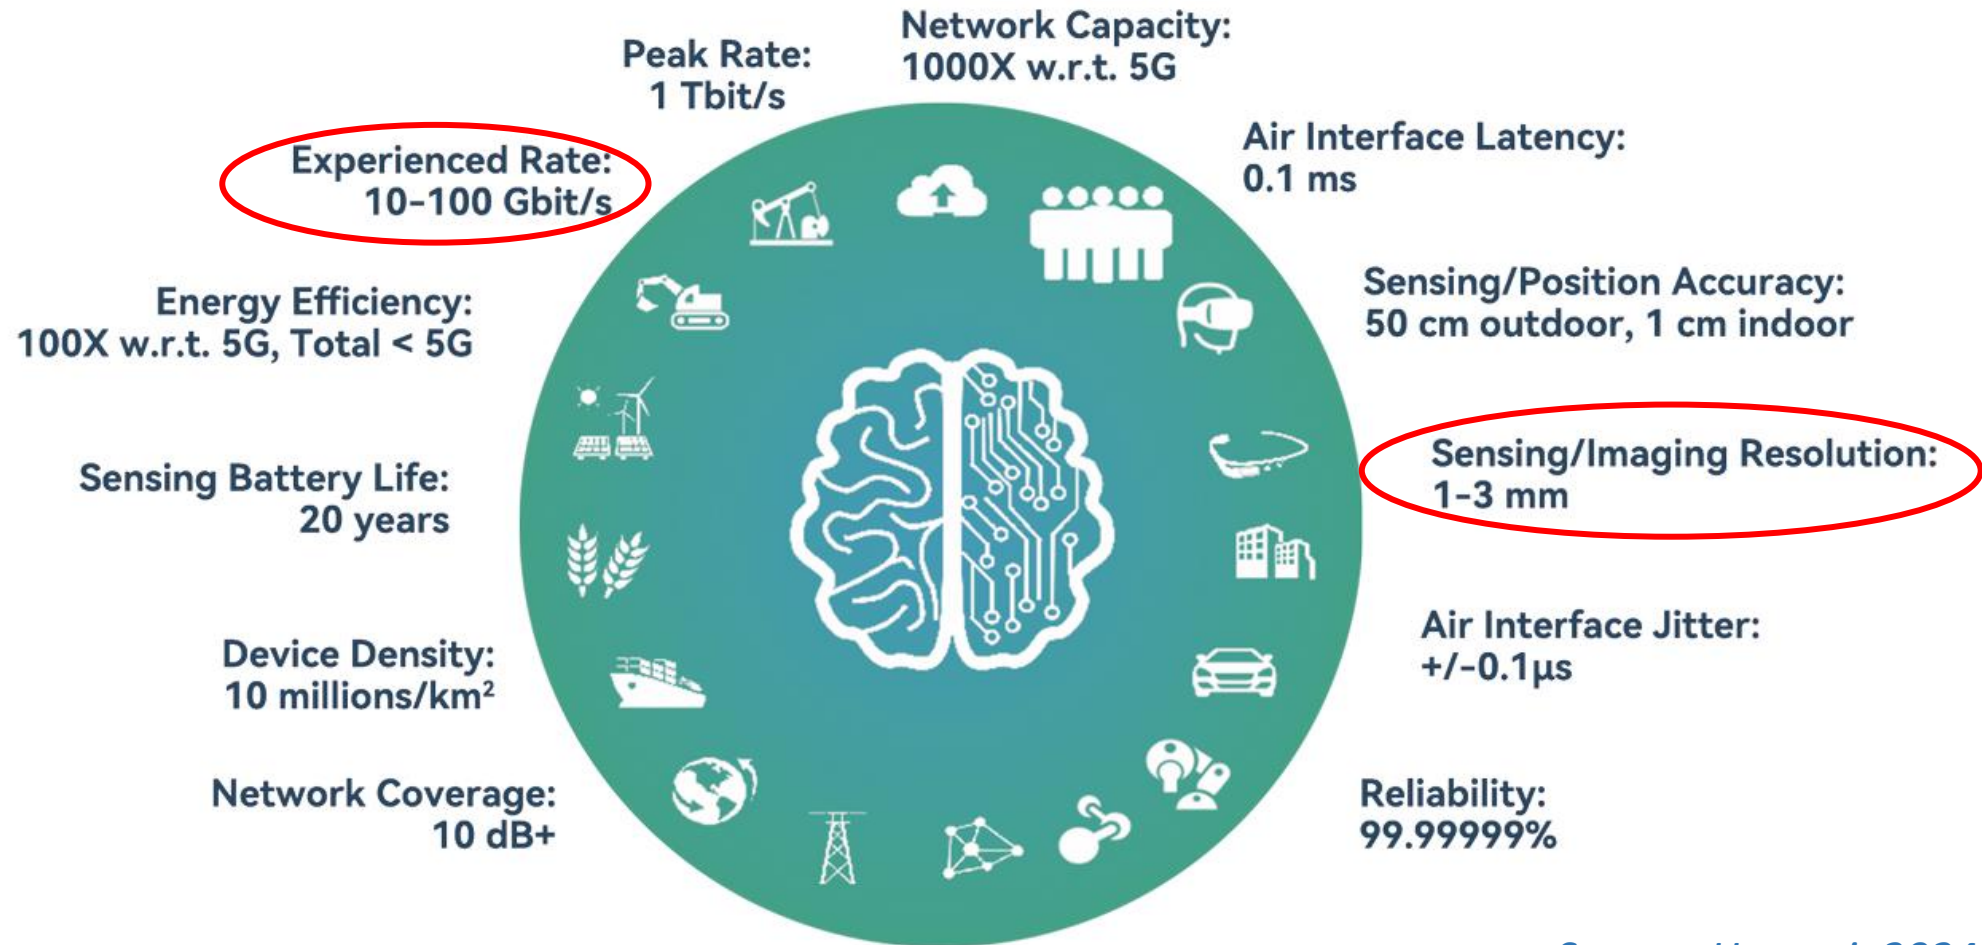 Network Capacity:
1000X w.r.t. 5G
Peak Rate:
1 Tbit/s
Air Interface Latency:
0.1 ms
Experienced Rate:
10-100 Gbit/s
Sensing/Position Accuracy:
50 cm outdoor, 1 cm indoor
Energy Efficiency:
100X w.r.t. 5G, Total < 5G
Sensing/Imaging Resolution:
1-3 mm
Sensing Battery Life:
20 years
Air Interface Jitter:
+/-0.1µs
Device Density:
10 millions/km²
Network Coverage:
10 dB+
Reliability:
99.99999%